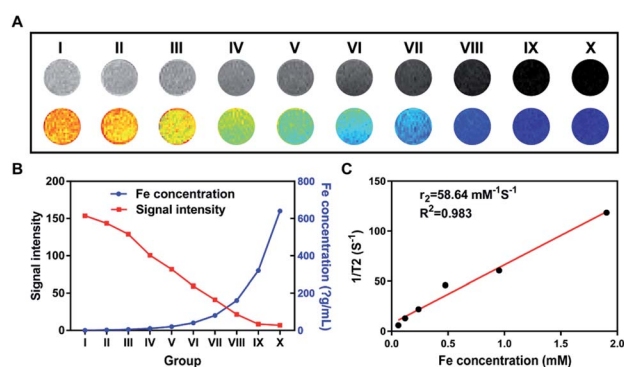 A
I II III IV V VI VII VIII IX X
B
Fe concentration
Signal intensity
200
150
100
50
0
Signal intensity
800
600
400
200
0
Fe concentration (?g/mL)
I II III IV V VI VII VIII IX X
Group
C
r2=58.64 mM-1S-1
R2=0.983
150
100
50
0
1/T2 (S-1)
0.0 0.5 1.0 1.5 2.0
Fe concentration (mM)